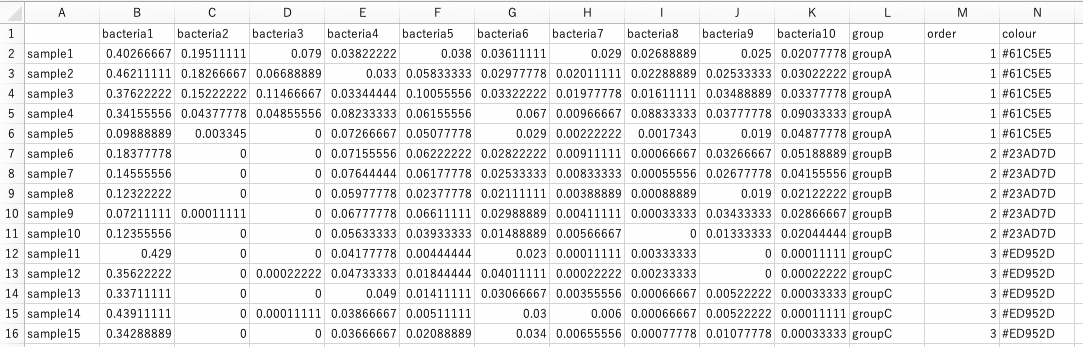 A B C D E F G H I J K L M N
1 bacteria1 bacteria2 bacteria3 bacteria4 bacteria5 bacteria6 bacteria7 bacteria8 bacteria9 bacteria10 group order colour
2 sample1 0.40266667 0.19511111 0.079 0.03822222 0.038 0.03611111 0.029 0.02688889 0.025 0.02077778 groupA 1 #61C5E5
3 sample2 0.46211111 0.18266667 0.06688889 0.033 0.05833333 0.02977778 0.02011111 0.02288889 0.02533333 0.03022222 groupA 1 #61C5E5
4 sample3 0.37622222 0.15222222 0.11466667 0.03344444 0.10055556 0.03322222 0.01977778 0.01611111 0.03488889 0.03377778 groupA 1 #61C5E5
5 sample4 0.34155556 0.04377778 0.04855556 0.08233333 0.06155556 0.067 0.00966667 0.08833333 0.03777778 0.09033333 groupA 1 #61C5E5
6 sample5 0.09888889 0.003345 0 0.07266667 0.05077778 0.029 0.00222222 0.0017343 0.019 0.04877778 groupA 1 #61C5E5
7 sample6 0.18377778 0 0 0.07155556 0.06222222 0.02822222 0.00911111 0.00066667 0.03266667 0.05188889 groupB 2 #23AD7D
8 sample7 0.14555556 0 0 0.07644444 0.06177778 0.02533333 0.00833333 0.00055556 0.02677778 0.04155556 groupB 2 #23AD7D
9 sample8 0.12322222 0 0 0.05977778 0.02377778 0.02111111 0.00388889 0.00088889 0.019 0.02122222 groupB 2 #23AD7D
10 sample9 0.07211111 0.00011111 0 0.06777778 0.06611111 0.02988889 0.00411111 0.00033333 0.03433333 0.02866667 groupB 2 #23AD7D
11 sample10 0.12355556 0 0 0.05633333 0.03933333 0.01488889 0.00566667 0 0.01333333 0.02044444 groupB 2 #23AD7D
12 sample11 0.429 0 0 0.04177778 0.00444444 0.023 0.00011111 0.00333333 0 0.00011111 groupC 3 #ED952D
13 sample12 0.35622222 0 0.00022222 0.04733333 0.01844444 0.04011111 0.00022222 0.00233333 0 0.00022222 groupC 3 #ED952D
14 sample13 0.33711111 0 0 0.049 0.01411111 0.03066667 0.00355556 0.00066667 0.00522222 0.00033333 groupC 3 #ED952D
15 sample14 0.43911111 0 0.00011111 0.03866667 0.00511111 0.03 0.006 0.00066667 0.00522222 0.00011111 groupC 3 #ED952D
16 sample15 0.34288889 0 0 0.03666667 0.02088889 0.034 0.00655556 0.00077778 0.01077778 0.00033333 groupC 3 #ED952D